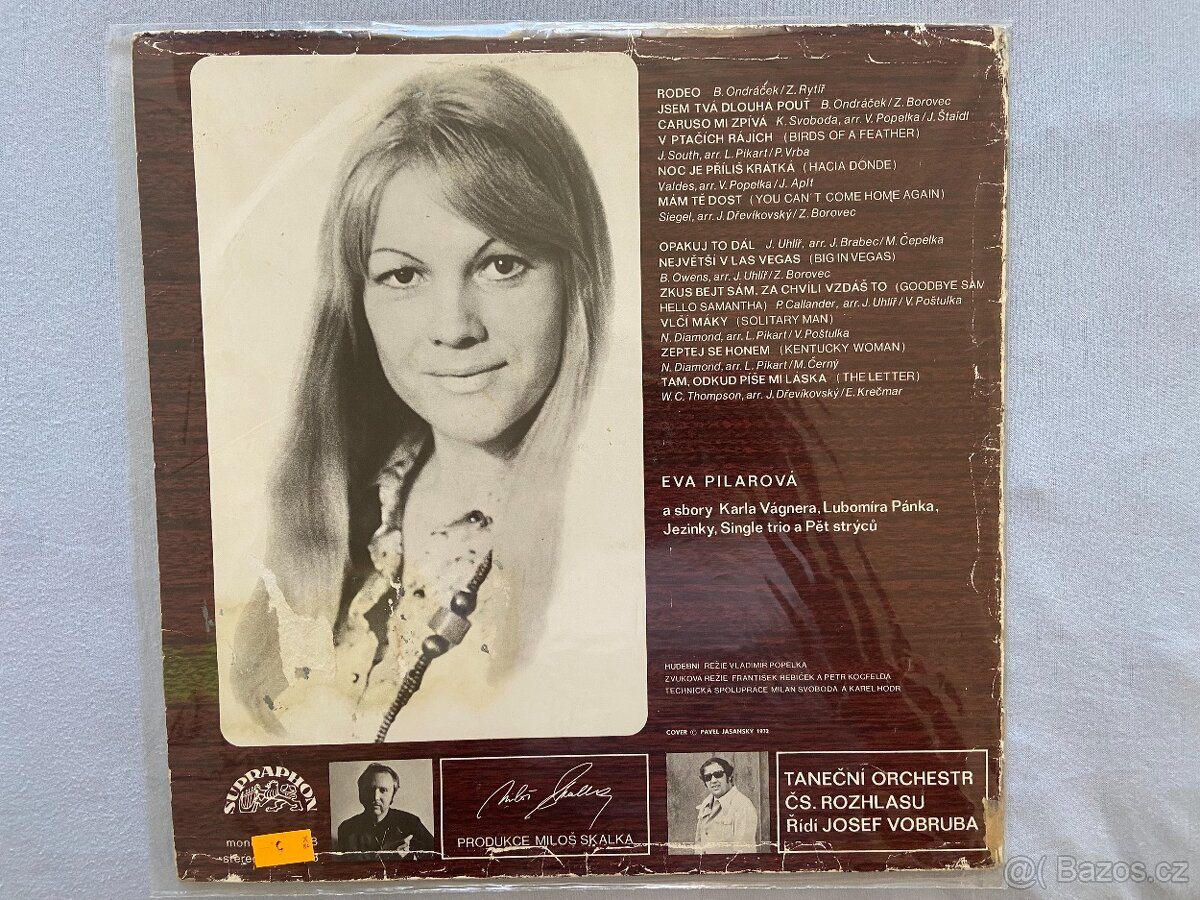 RODEO B. Ondráček/Z. Rytíř
JSEM TVÁ DLOUHÁ POUŤ B. Ondráček/Z. Borovec
CARUSO MI ZPÍVÁ K. Svoboda, arr. V. Popelka/J. Štaidl
V PTAČÍCH RÁJÍCH (BIRDS OF A FEATHER)
J. South, arr. L. Pikart/P. Vrba
NOC JE PŘÍLIŠ KRÁTKÁ (HACIA DONDE)
Valdes, arr. V. Popelka/J. Aplt
MÁM TĚ DOST (YOU CAN'T COME HOME AGAIN)
Siegel, arr. J. Dřevíkovský/Z. Borovec
OPAKUJ TO DÁL J. Uhlíř, arr. J. Brabec/M. Čepelka
NEJVĚTŠÍ V LAS VEGAS (BIG IN VEGAS)
B. Owens, arr. J. Uhlíř/Z. Borovec
ZKUS BEJT SÁM, ZA CHVÍLI VZDÁŠ TO (GOODBYE SAM
HELLO SAMANTHA) P. Callander, arr. J. Uhlíř/V. Poštulka
VLČÍ MÁKY (SOLITARY MAN)
N. Diamond, arr. L. Pikart/V. Poštulka
ZEPTEJ SE HONEM (KENTUCKY WOMAN)
N. Diamond, arr. L. Pikart/M. Černý
TAM, ODKUD PÍŠE MI LÁSKA (THE LETTER)
W. C. Thompson, arr. J. Dřevíkovský/E. Krečmar
EVA PILAROVÁ
a sbory Karla Vágnera, Lubomíra Pánka,
Jezinky, Single trio a Pět strýců
HUDEBNÍ REŽIE VLADIMÍR POPELKA
ZVUKOVÁ REŽIE FRANTIŠEK ŘEBÍČEK A PETR KOCFELDA
TECHNICKÁ SPOLUPRÁCE MILAN SVOBODA A KAREL HODR
COVER © PAVEL JASANSKÝ 1972
SUPRAPHON
mon
stereo
Miloš Skalka
PRODUKCE MILOŠ SKALKA
TANEČNÍ ORCHESTR
ČS. ROZHLASU
Řídí JOSEF VOBRUBA
@( Bazoš.cz